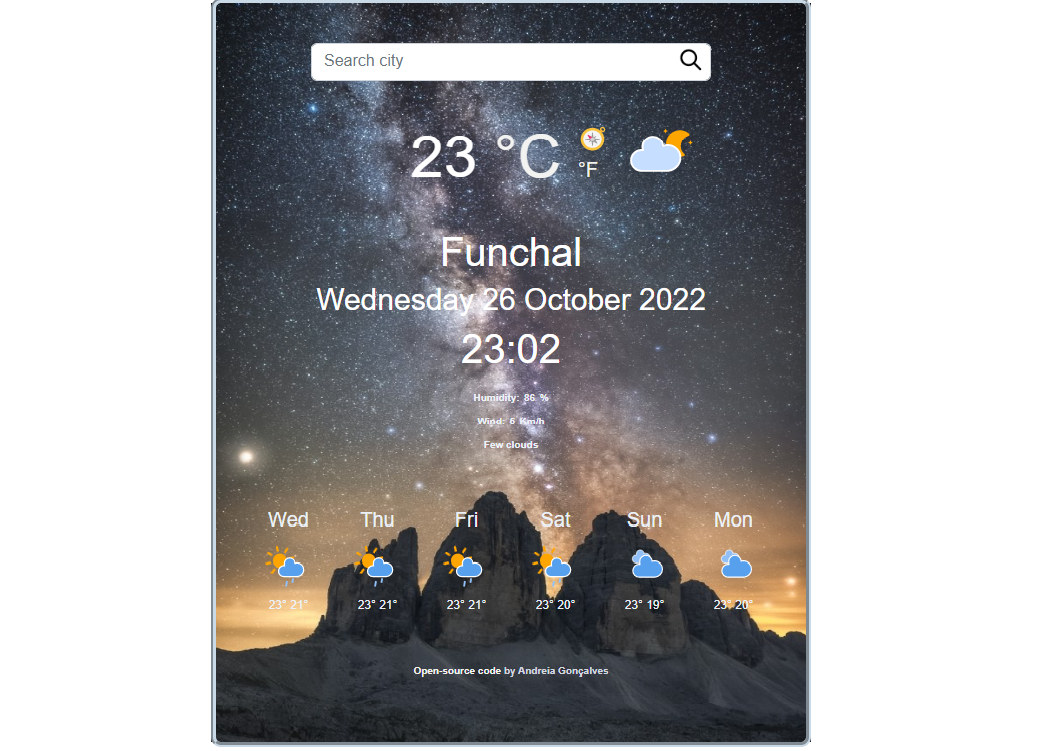 Search city
23 °C
°F
Funchal
Wednesday 26 October 2022
23:02
Humidity: 86 %
Wind: 6 Km/h
Few clouds
Wed Thu Fri Sat Sun Mon
23° 21° 23° 21° 23° 21° 23° 20° 23° 19° 23° 20°
Open-source code by Andreia Gonçalves